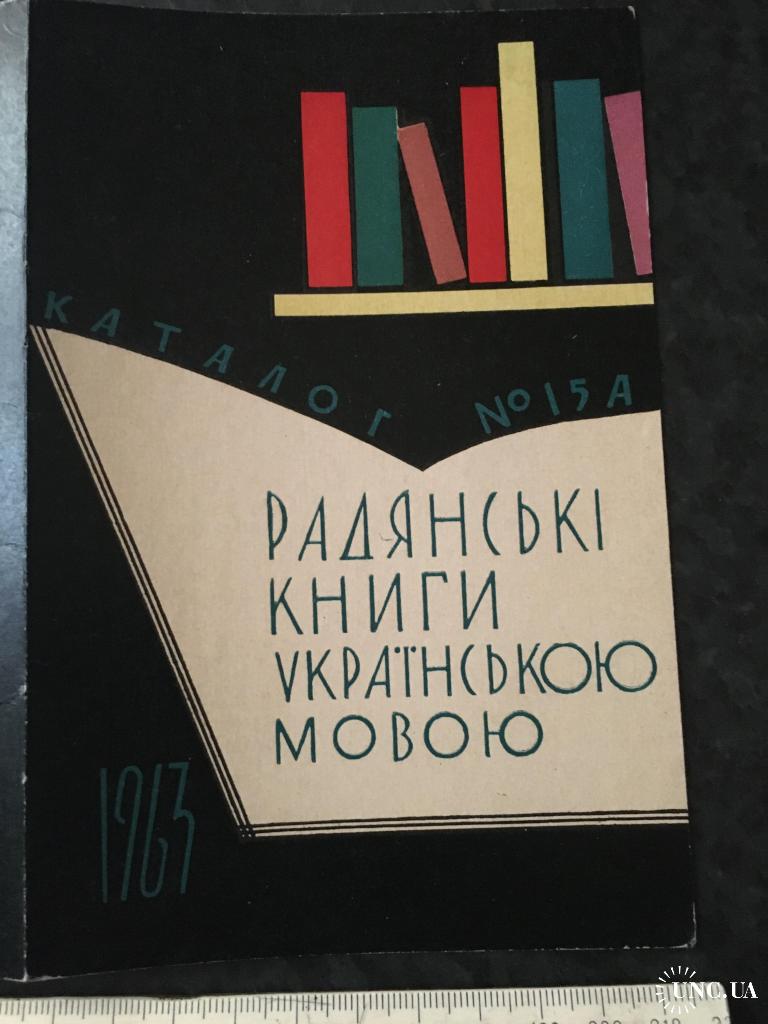 КАТАЛОГ №15А
РАДЯНСЬКІ
КНИГИ
УКРАЇНСЬКОЮ
МОВОЮ
1963
UNC.UA